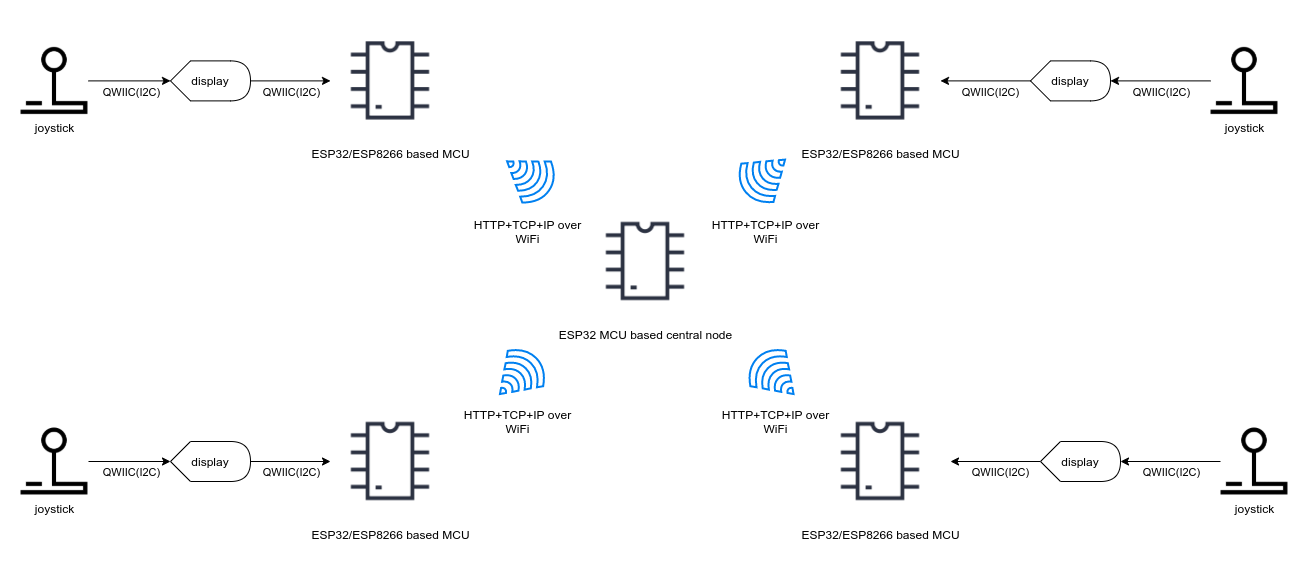 display
display
QWIIC(I2C)
QWIIC(I2C)
QWIIC(I2C)
QWIIC(I2C)
joystick
joystick
ESP32/ESP8266 based MCU
ESP32/ESP8266 based MCU
HTTP+TCP+IP over
WiFi
HTTP+TCP+IP over
WiFi
ESP32 MCU based central node
HTTP+TCP+IP over
WiFi
HTTP+TCP+IP over
WiFi
display
display
QWIIC(I2C)
QWIIC(I2C)
QWIIC(I2C)
QWIIC(I2C)
joystick
joystick
ESP32/ESP8266 based MCU
ESP32/ESP8266 based MCU